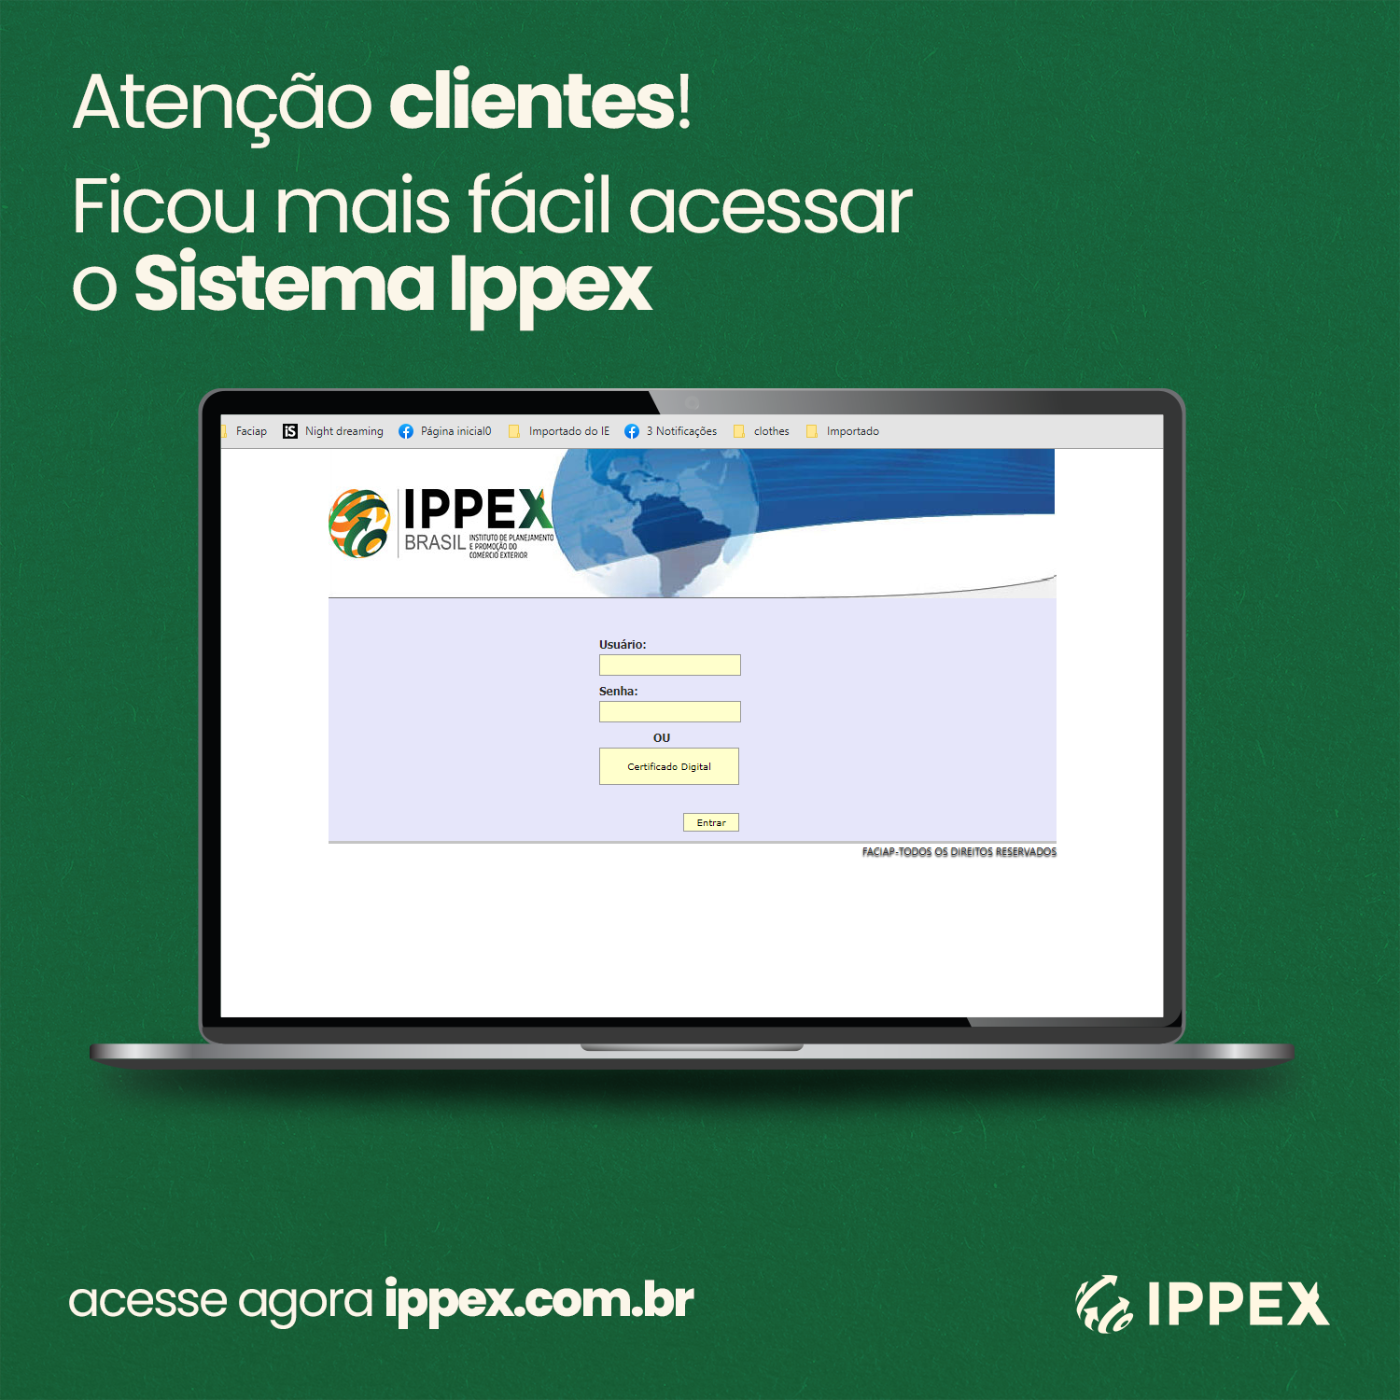 Atenção clientes!
Ficou mais fácil acessar
o Sistema Ippex
Faciap
iS
Night dreaming
Página inicial0
Importado do IE
3 Notificações
clothes
Importado
IPPEX
BRASIL
INSTITUTO DE PLANEJAMENTO
E PROMOÇÃO DO
COMÉRCIO EXTERIOR
Usuário:
Senha:
OU
Certificado Digital
Entrar
FACIAP-TODOS OS DIREITOS RESERVADOS
acesse agora ippex.com.br
IPPEX